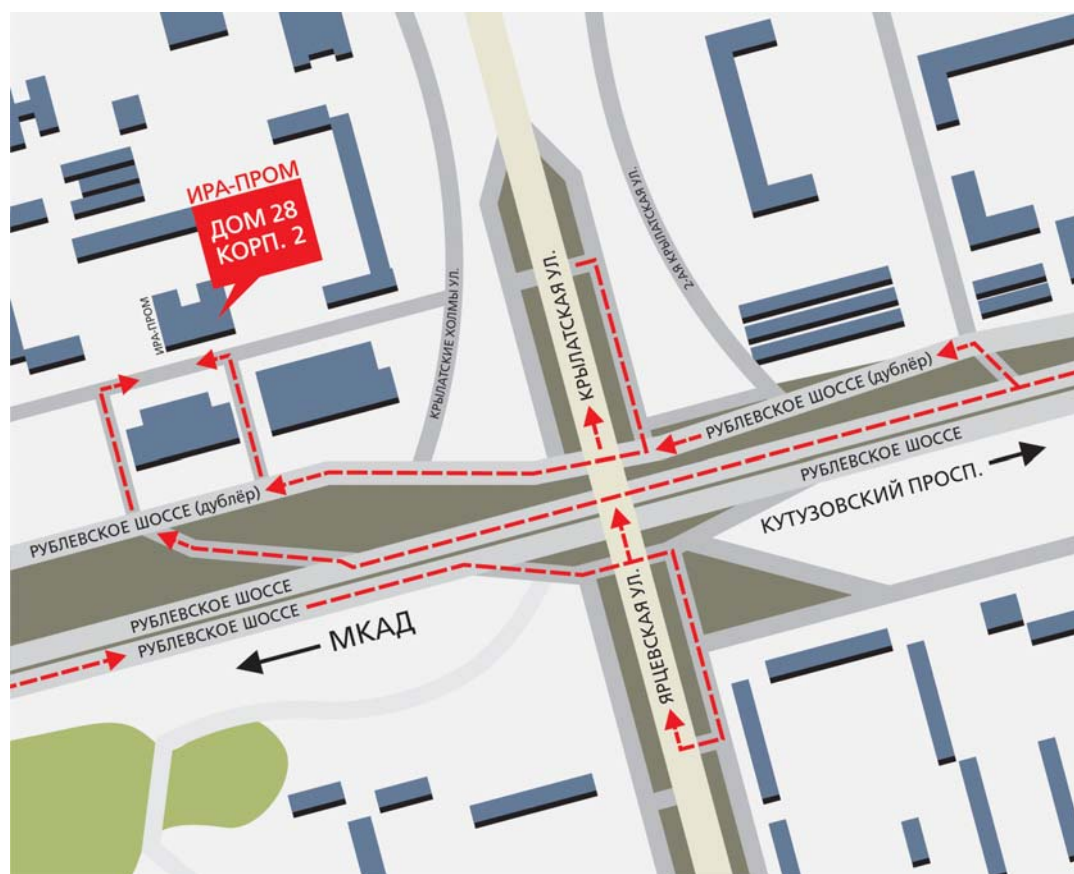 ИРА-ПРОМ
ДОМ 28
КОРП. 2
ИРА-ПРОМ
КРЫЛАТСКИЕ ХОЛМЫ УЛ.
КРЫЛАТСКАЯ УЛ.
2-АЯ КРЫЛАТСКАЯ УЛ.
РУБЛЕВСКОЕ ШОССЕ (дублёр)
РУБЛЕВСКОЕ ШОССЕ
КУТУЗОВСКИЙ ПРОСП.
РУБЛЕВСКОЕ ШОССЕ (дублёр)
РУБЛЕВСКОЕ ШОССЕ
РУБЛЕВСКОЕ ШОССЕ
МКАД
ЯРЦЕВСКАЯ УЛ.